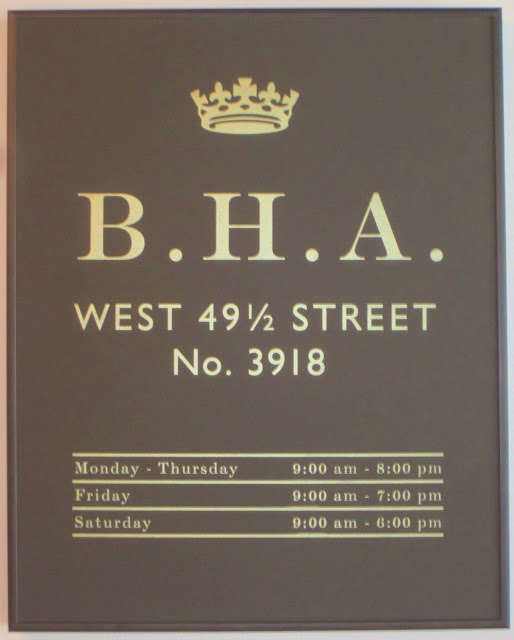 B.H.A.
WEST 49½ STREET
No. 3918
Monday - Thursday 9:00 am - 8:00 pm
Friday 9:00 am - 7:00 pm
Saturday 9:00 am - 6:00 pm